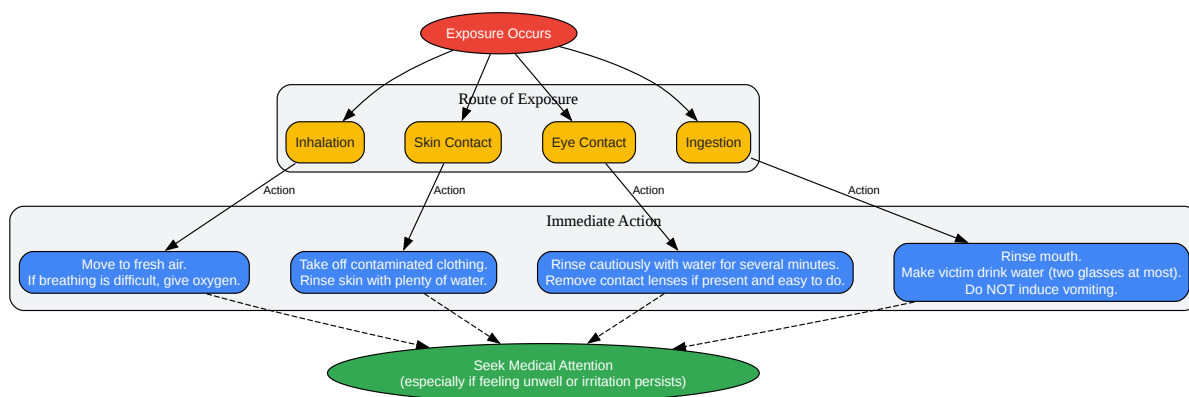 Exposure Occurs
Route of Exposure
Inhalation
Skin Contact
Eye Contact
Ingestion
Action
Action
Action
Action
Immediate Action
Move to fresh air.
If breathing is difficult, give oxygen.
Take off contaminated clothing.
Rinse skin with plenty of water.
Rinse cautiously with water for several minutes.
Remove contact lenses if present and easy to do.
Rinse mouth.
Make victim drink water (two glasses at most).
Do NOT induce vomiting.
Seek Medical Attention
(especially if feeling unwell or irritation persists)